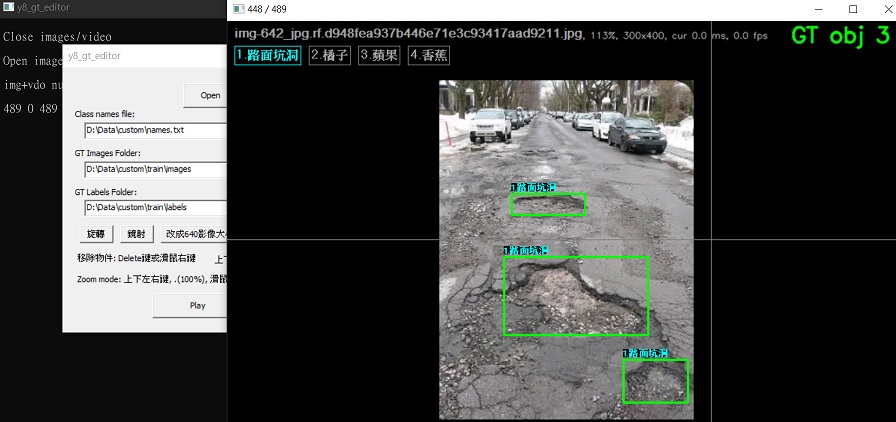 y8_gt_editor
448 / 489
Close images/video
img-642_jpg.rf.d948fea937b446e71e3c93417aad9211.jpg, 113%, 300x400, cur 0.0 ms, 0.0 fps
GT obj 3
1.路面坑洞 2.橘子 3.蘋果 4.香蕉
Open image
y8_gt_editor
img+vdo nu
Open
489 0 489
Class names file:
D:\Data\custom\names.txt
GT Images Folder:
D:\Data\custom\train\images
GT Labels Folder:
D:\Data\custom\train\labels
旋轉 鏡射 改成640影像大小
移除物件: Delete鍵或滑鼠右鍵 上下
Zoom mode: 上下左右鍵, .(100%), 滑鼠
Play
1.路面坑洞
1.路面坑洞
1.路面坑洞